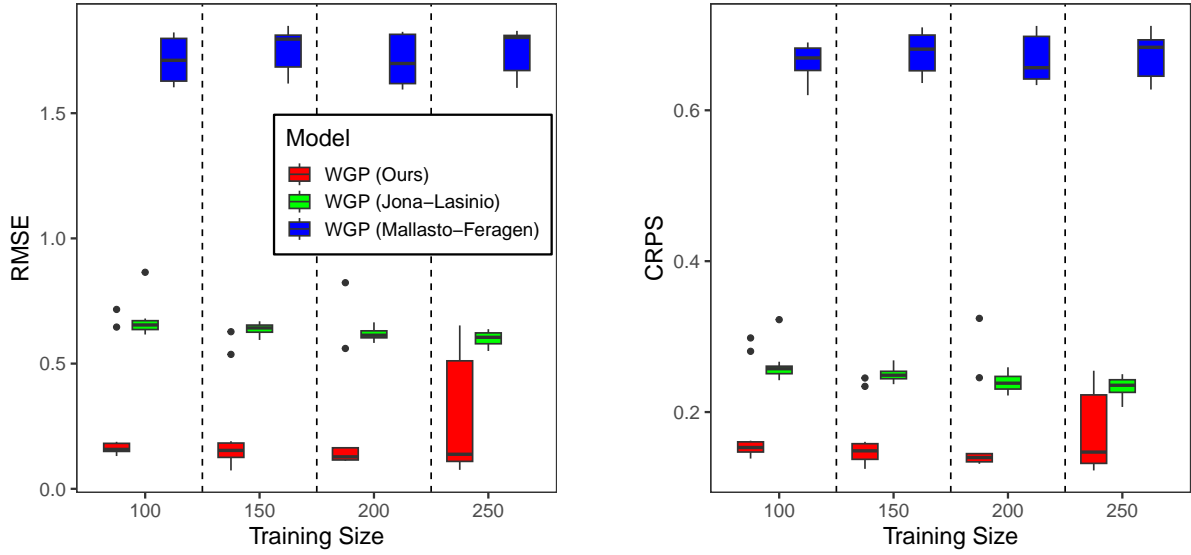 RMSE
1.5
1.0
0.5
0.0
100
150
200
250
Training Size
Model
WGP (Ours)
WGP (Jona−Lasinio)
WGP (Mallasto−Feragen)
CRPS
0.6
0.4
0.2
100
150
200
250
Training Size